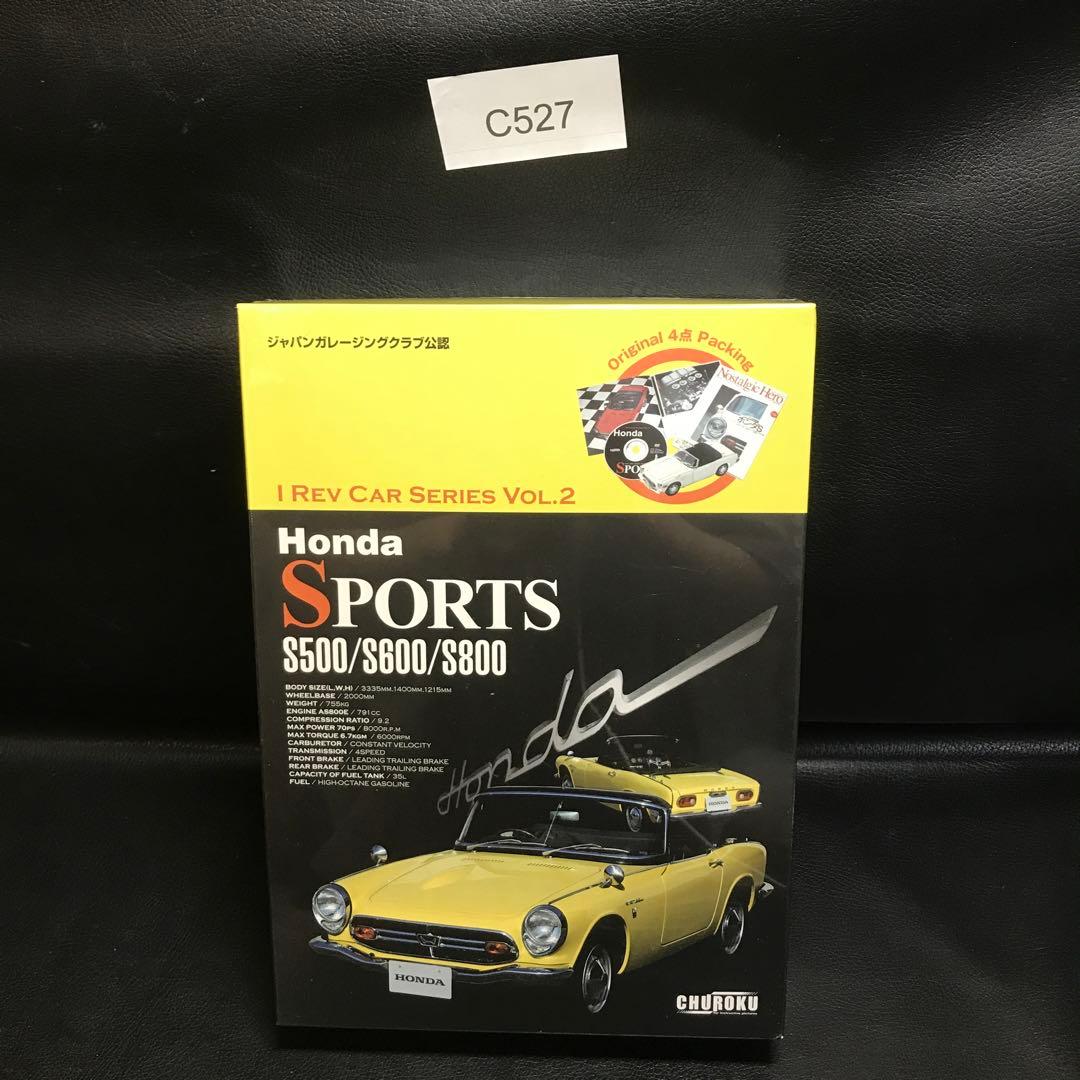 C527
ジャパンガレージングクラブ公認
Original 4点 Packing
Nostalgic Hero
Honda
SPO
I REV CAR SERIES VOL.2
Honda
SPORTS
S500/S600/S800
BODY SIZE(L,W,H) / 3335MM.1400MM.1215MM
WHEELBASE / 2000MM
WEIGHT / 755KG
ENGINE AS800E / 791CC
COMPRESSION RATIO / 9.2
MAX POWER 70PS / 8000R.P.M
MAX TORQUE 6.7KGM / 6000RPM
CARBURETOR / CONSTANT VELOCITY
TRANSMISSION / 4SPEED
FRONT BRAKE / LEADING TRAILING BRAKE
REAR BRAKE / LEADING TRAILING BRAKE
CAPACITY OF FUEL TANK / 35L
FUEL / HIGH-OCTANE GASOLINE
Honda
HONDA
HONDA
CHUROKU